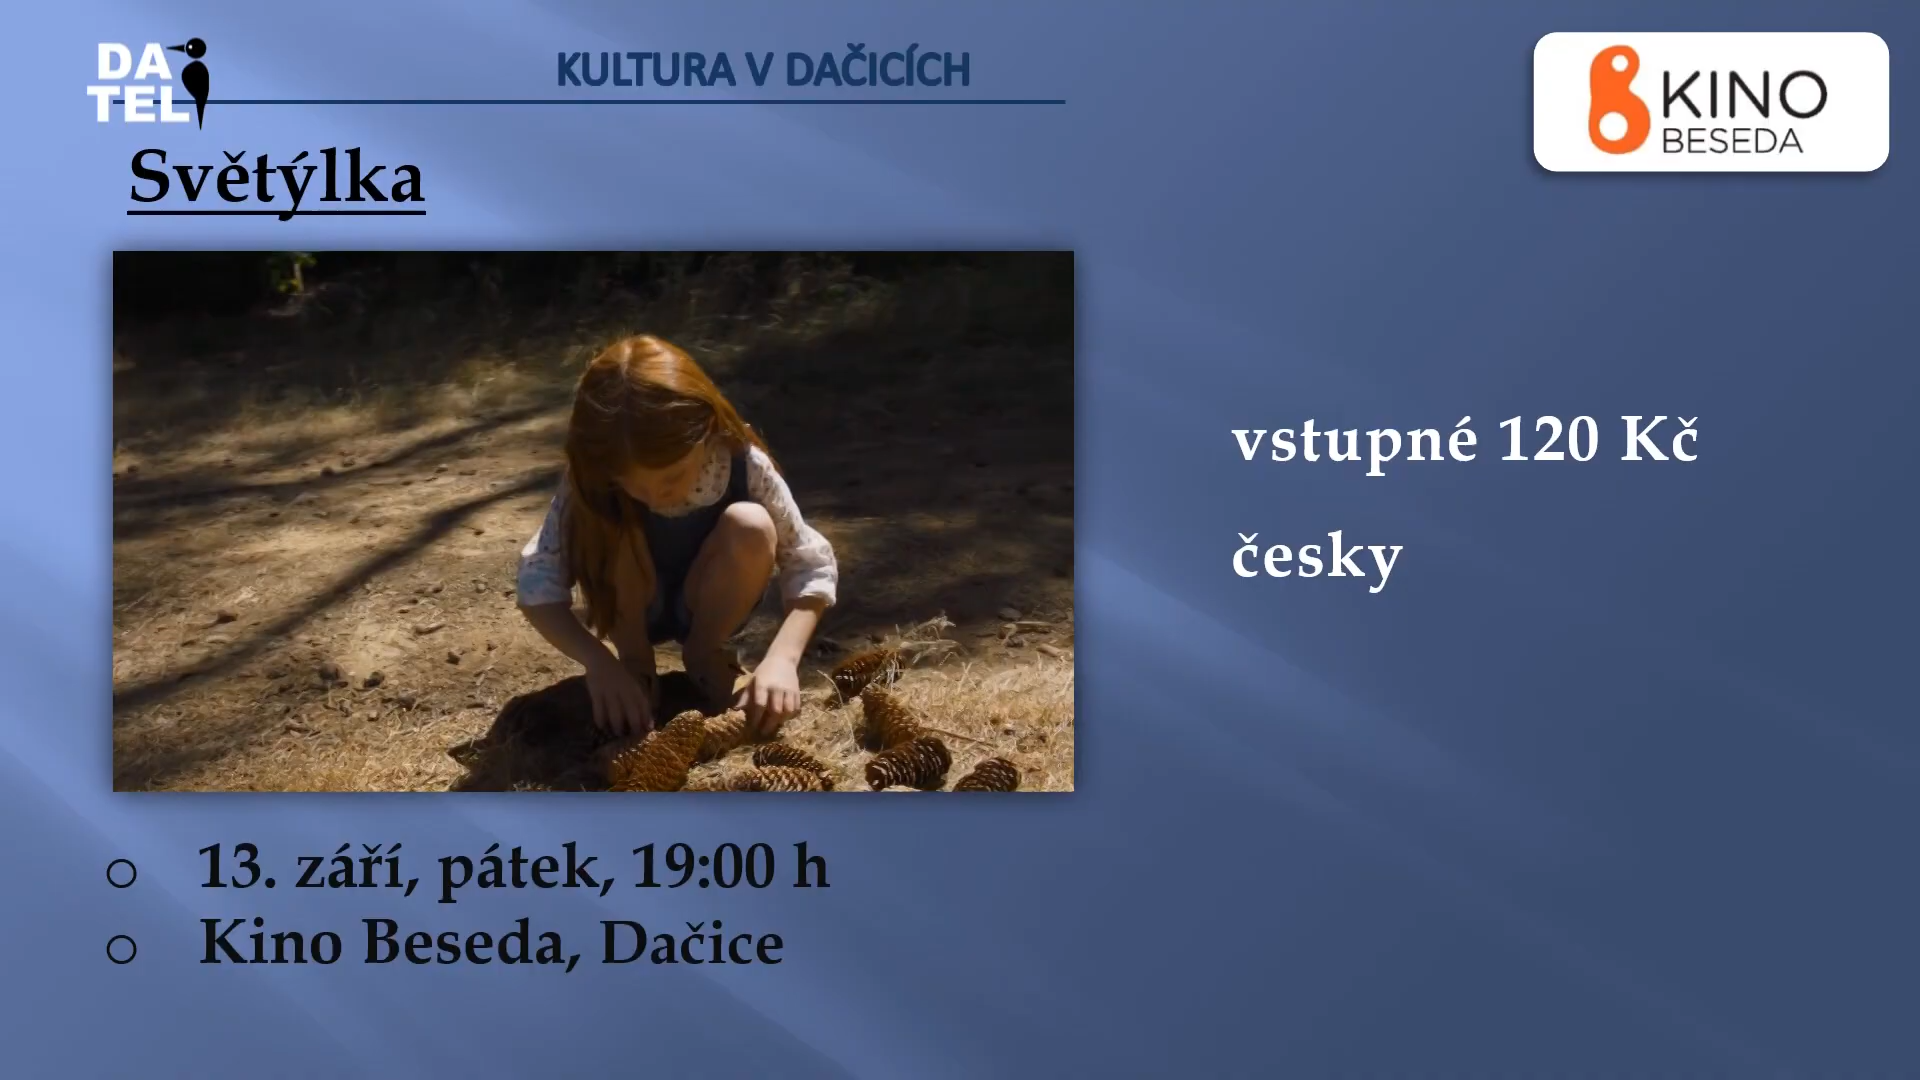 DA
TEL
KULTURA V DAČICÍCH
KINO
BESEDA
Světýlka
vstupné 120 Kč
česky
13. září, pátek, 19:00 h
Kino Beseda, Dačice